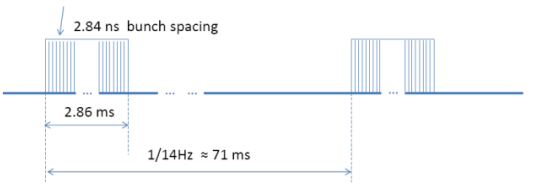 2.84 ns bunch spacing
... ... ... ...
2.86 ms
1/14Hz ≈ 71 ms